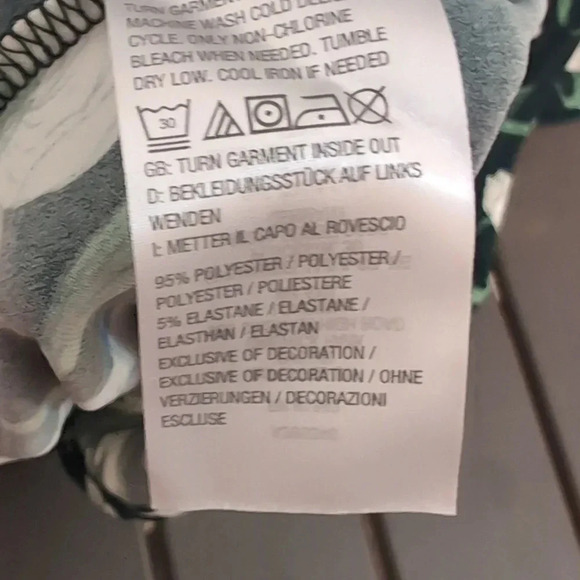 TURN GARMENT
MACHINE WASH COLD
CYCLE. ONLY NON-CHLORINE
BLEACH WHEN NEEDED. TUMBLE
DRY LOW. COOL IRON IF NEEDED
30
GB: TURN GARMENT INSIDE OUT
D: BEKLEIDUNGSSTÜCK AUF LINKS
WENDEN
I: METTER IL CAPO AL ROVESCIO
95% POLYESTER / POLYESTER /
POLYESTER / POLIESTERE
5% ELASTANE / ELASTANE /
ELASTHAN / ELASTAN
EXCLUSIVE OF DECORATION /
EXCLUSIVE OF DECORATION / OHNE
VERZIERUNGEN / DECORAZIONI
ESCLUSE